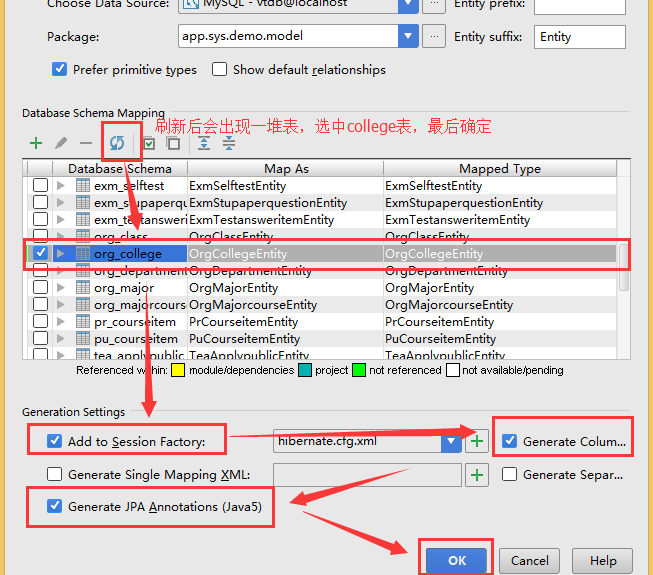 Choose Data Source: MySQL - vtdb@localhost ... Entity prefix:
Package: app.sys.demo.model ... Entity suffix: Entity
Prefer primitive types Show default relationships
Database Schema Mapping
刷新后会出现一堆表，选中college表，最后确定
Database Schema Map As Mapped Type
exm_selftest ExmSelftestEntity ExmSelftestEntity
exm_stupaperqu ExmStupaperquestionEntity ExmStupaperquestionEntity
exm_testansweri ExmTestansweritemEntity ExmTestansweritemEntity
org_class OrgClassEntity OrgClassEntity
org_college OrgCollegeEntity OrgCollegeEntity
org_department OrgDepartmentEntity OrgDepartmentEntity
org_major OrgMajorEntity OrgMajorEntity
org_majorcours OrgMajorcourseEntity OrgMajorcourseEntity
pr_courseitem PrCourseitemEntity PrCourseitemEntity
pu_courseitem PuCourseitemEntity PuCourseitemEntity
tea_applypublic TeaApplypublicEntity TeaApplypublicEntity
Referenced within: module/dependencies project not referenced not available/pending
Generation Settings
Add to Session Factory: hibernate.cfg.xml Generate Colum...
Generate Single Mapping XML: Generate Separ...
Generate JPA Annotations (Java5)
OK Cancel Help